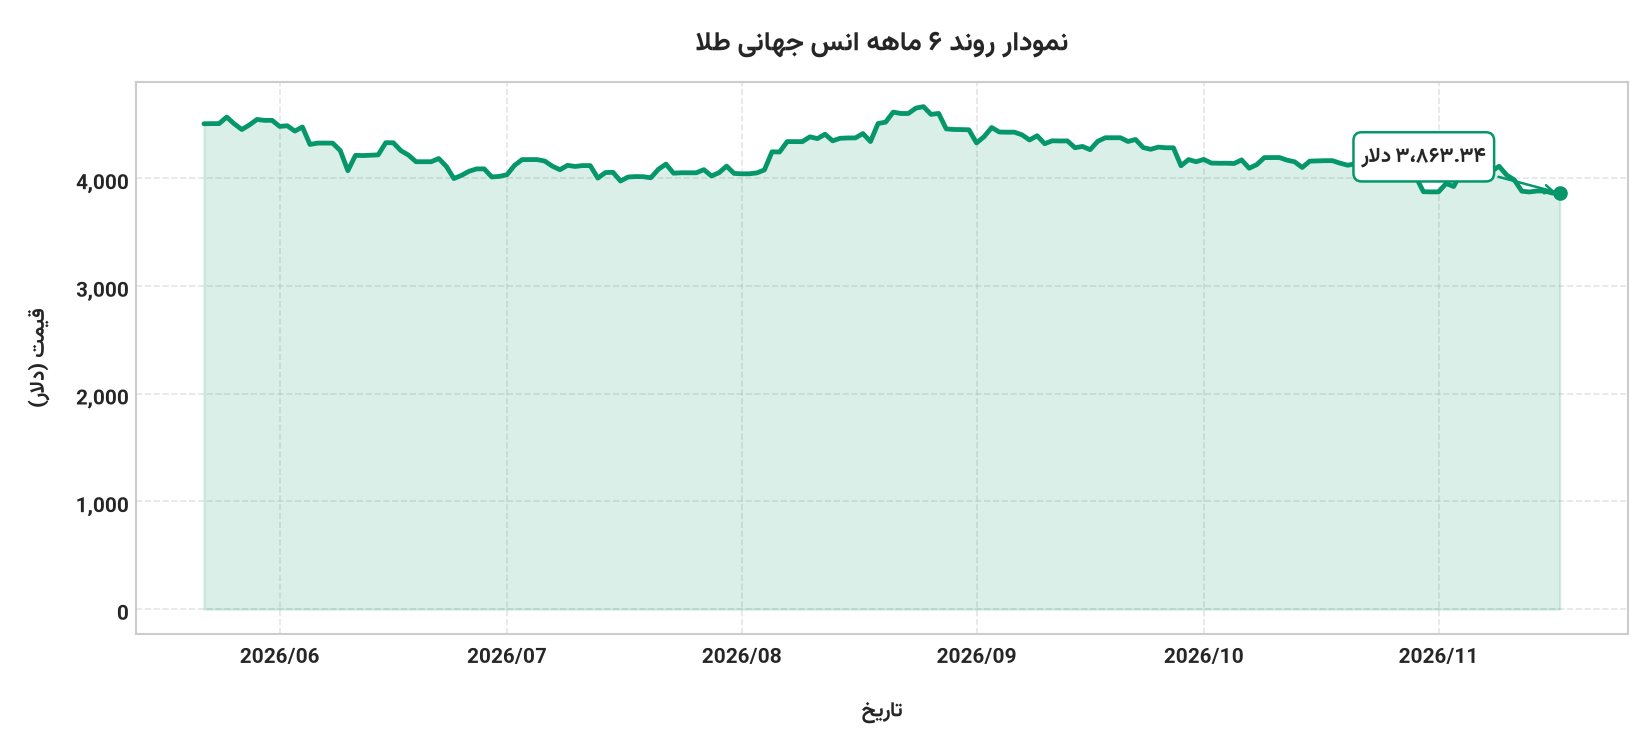 نمودار روند ۶ ماهه انس جهانی طلا
۳،۸۶۳.۳۴ دلار
قیمت (دلار)
4,000
3,000
2,000
1,000
0
2026/06 2026/07 2026/08 2026/09 2026/10 2026/11
تاریخ